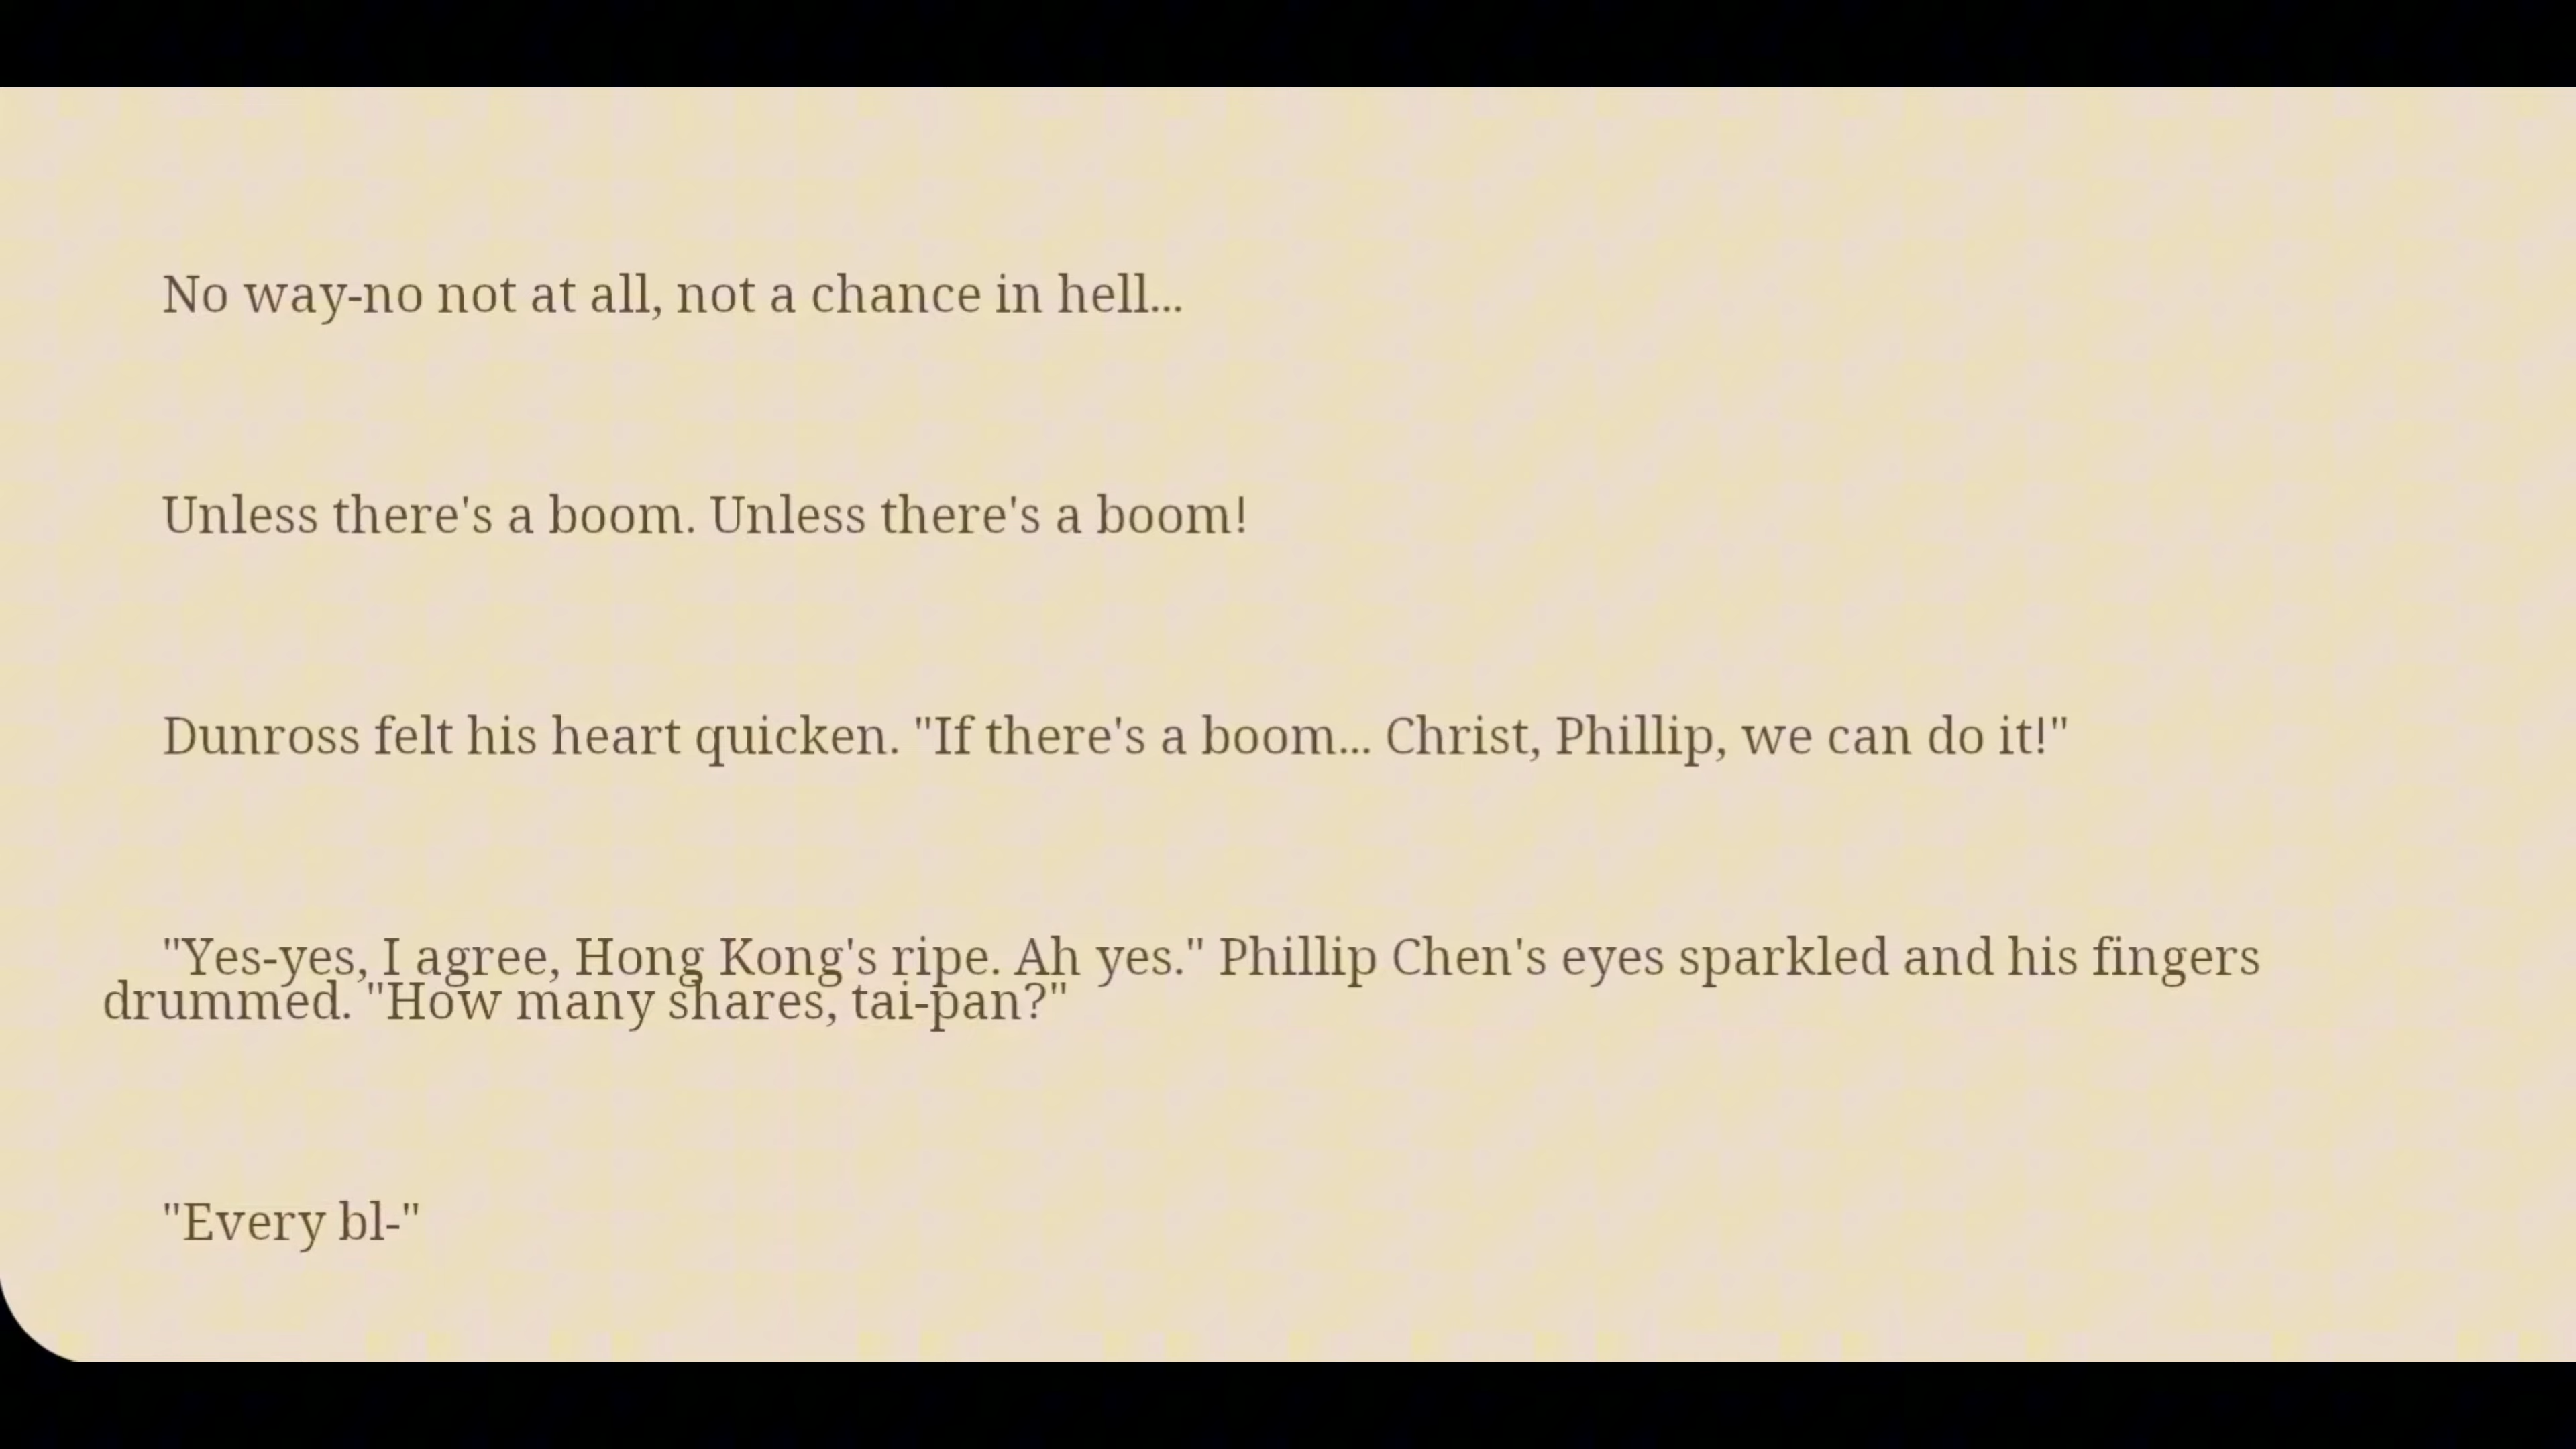 No way-no not at all, not a chance in hell...
Unless there's a boom. Unless there's a boom!
Dunross felt his heart quicken. "If there's a boom... Christ, Phillip, we can do it!"
"Yes-yes, I agree, Hong Kong's ripe. Ah yes." Phillip Chen's eyes sparkled and his fingers
drummed. "How many shares, tai-pan?"
"Every bl-"